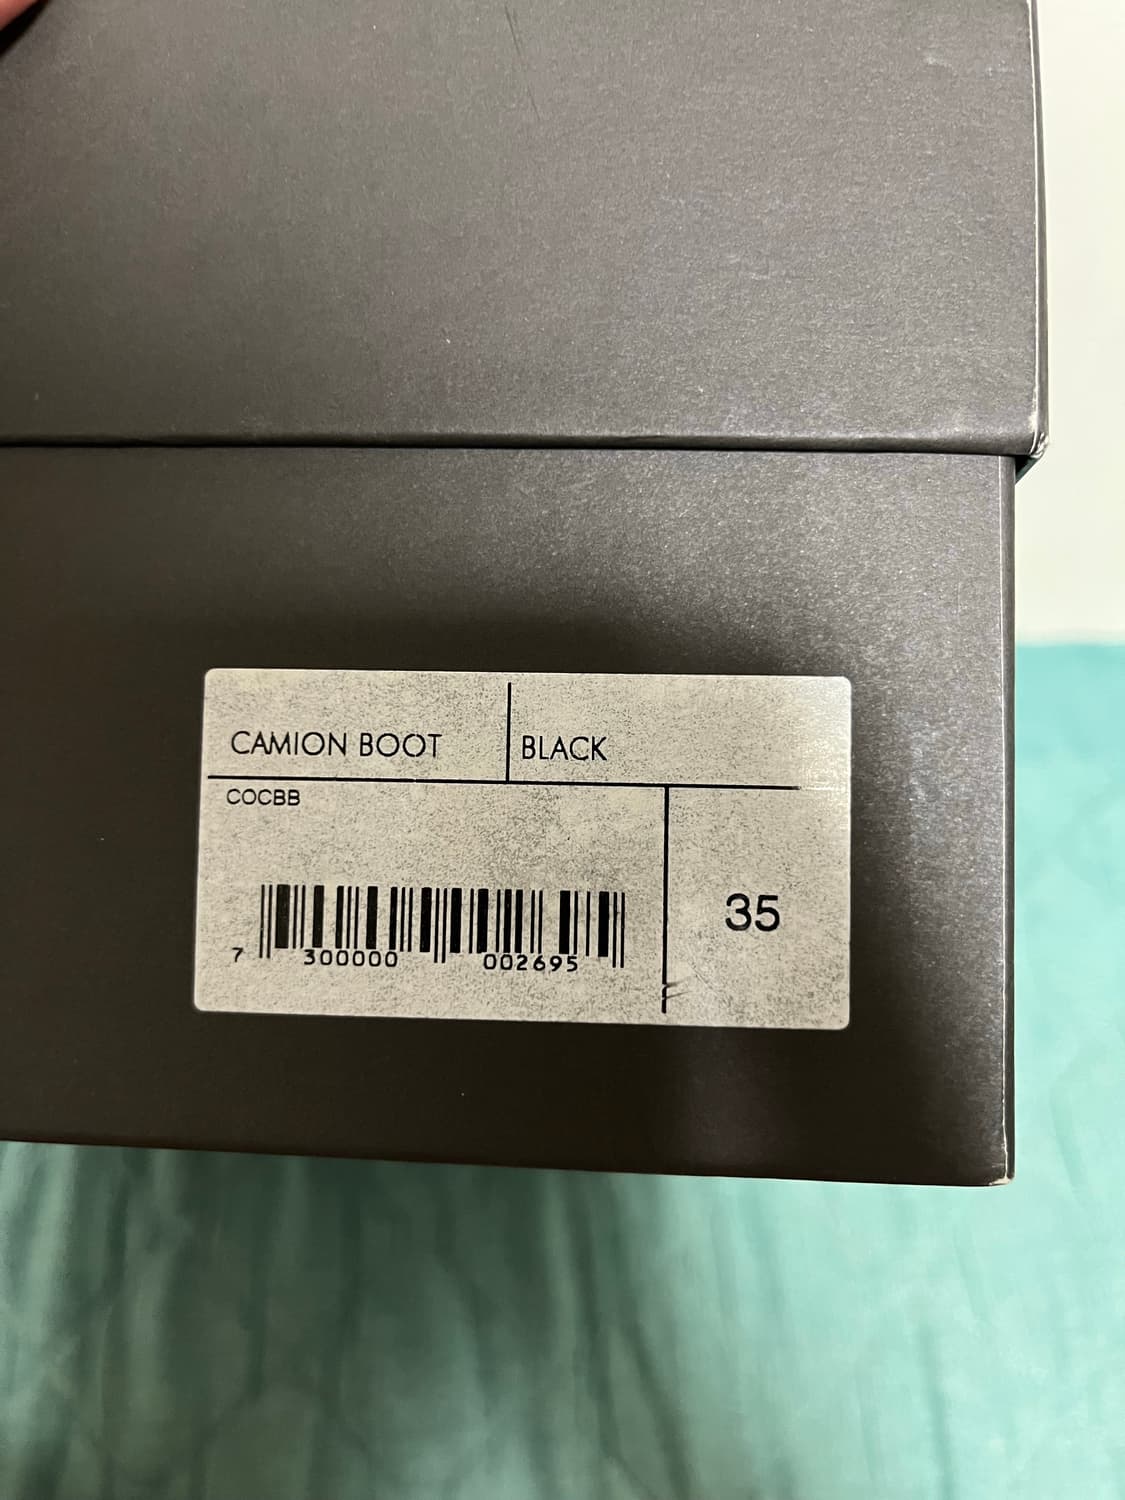 CAMION BOOT BLACK
COCBB
35
7 300000 002695